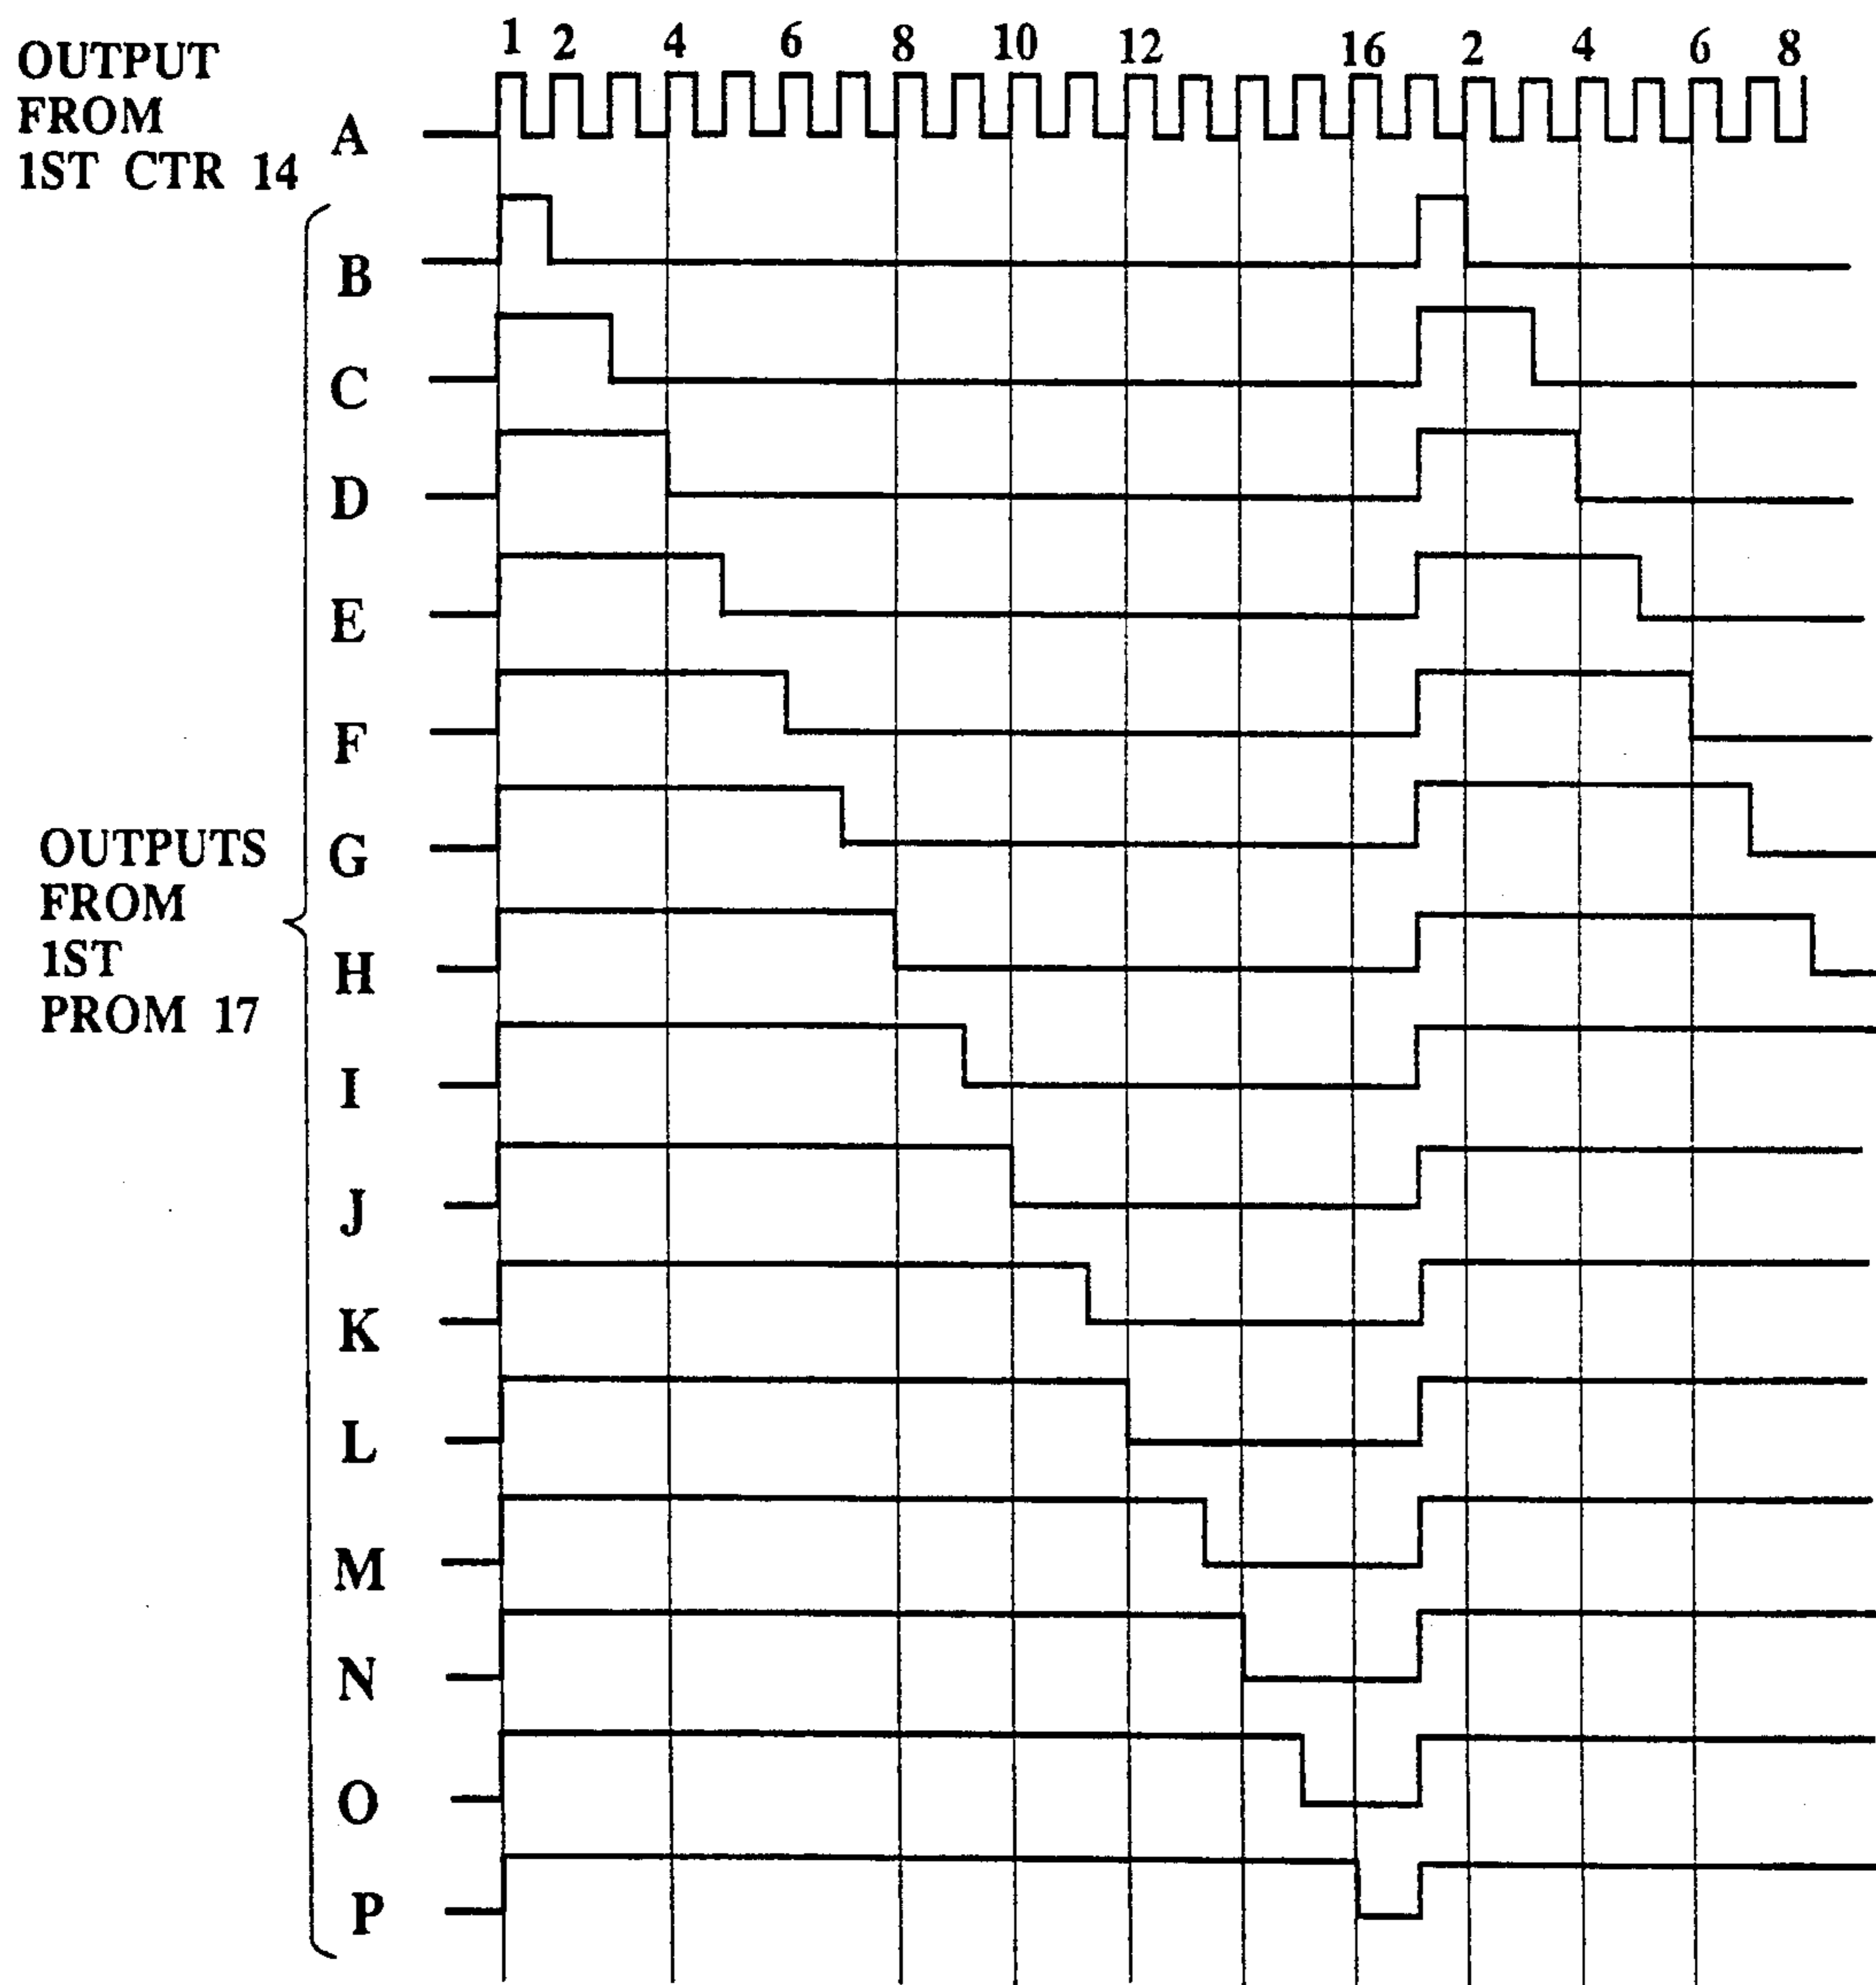 1 2 4 6 8 10 12 16 2 4 6 8
OUTPUT
FROM
1ST CTR 14
A
B
C
D
E
F
G
OUTPUTS
FROM
1ST
PROM 17
H
I
J
K
L
M
N
O
P